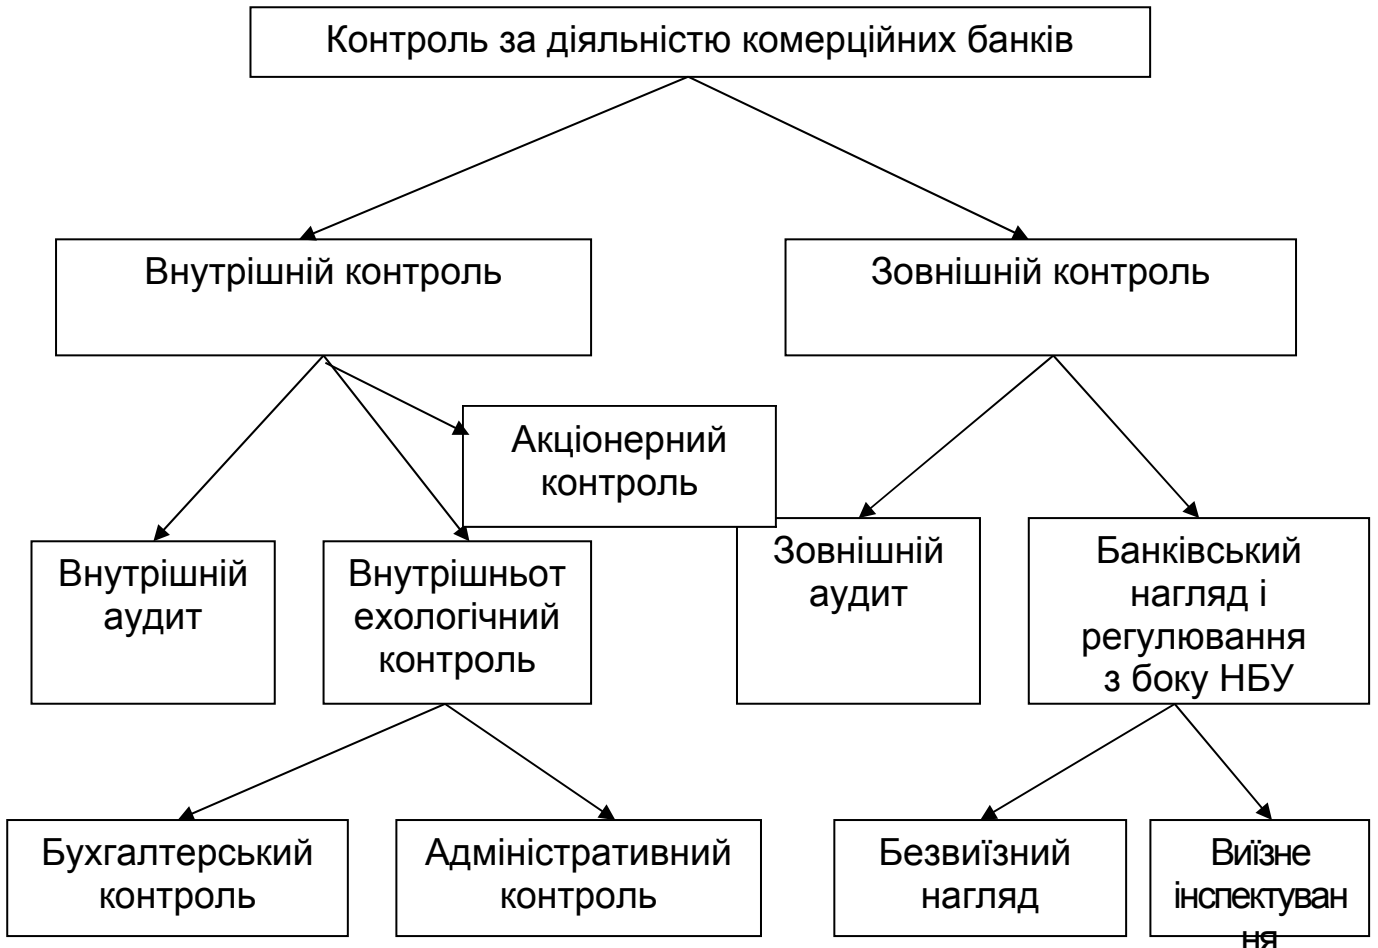 Контроль за діяльністю комерційних банків
Внутрішній контроль
Зовнішній контроль
Акціонерний
контроль
Внутрішній
аудит
Внутрішньот
ехологічний
контроль
Зовнішній
аудит
Банківський
нагляд і
регулювання
з боку НБУ
Бухгалтерський
контроль
Адміністративний
контроль
Безвиїзний
нагляд
Виїзне
інспектуван
ня